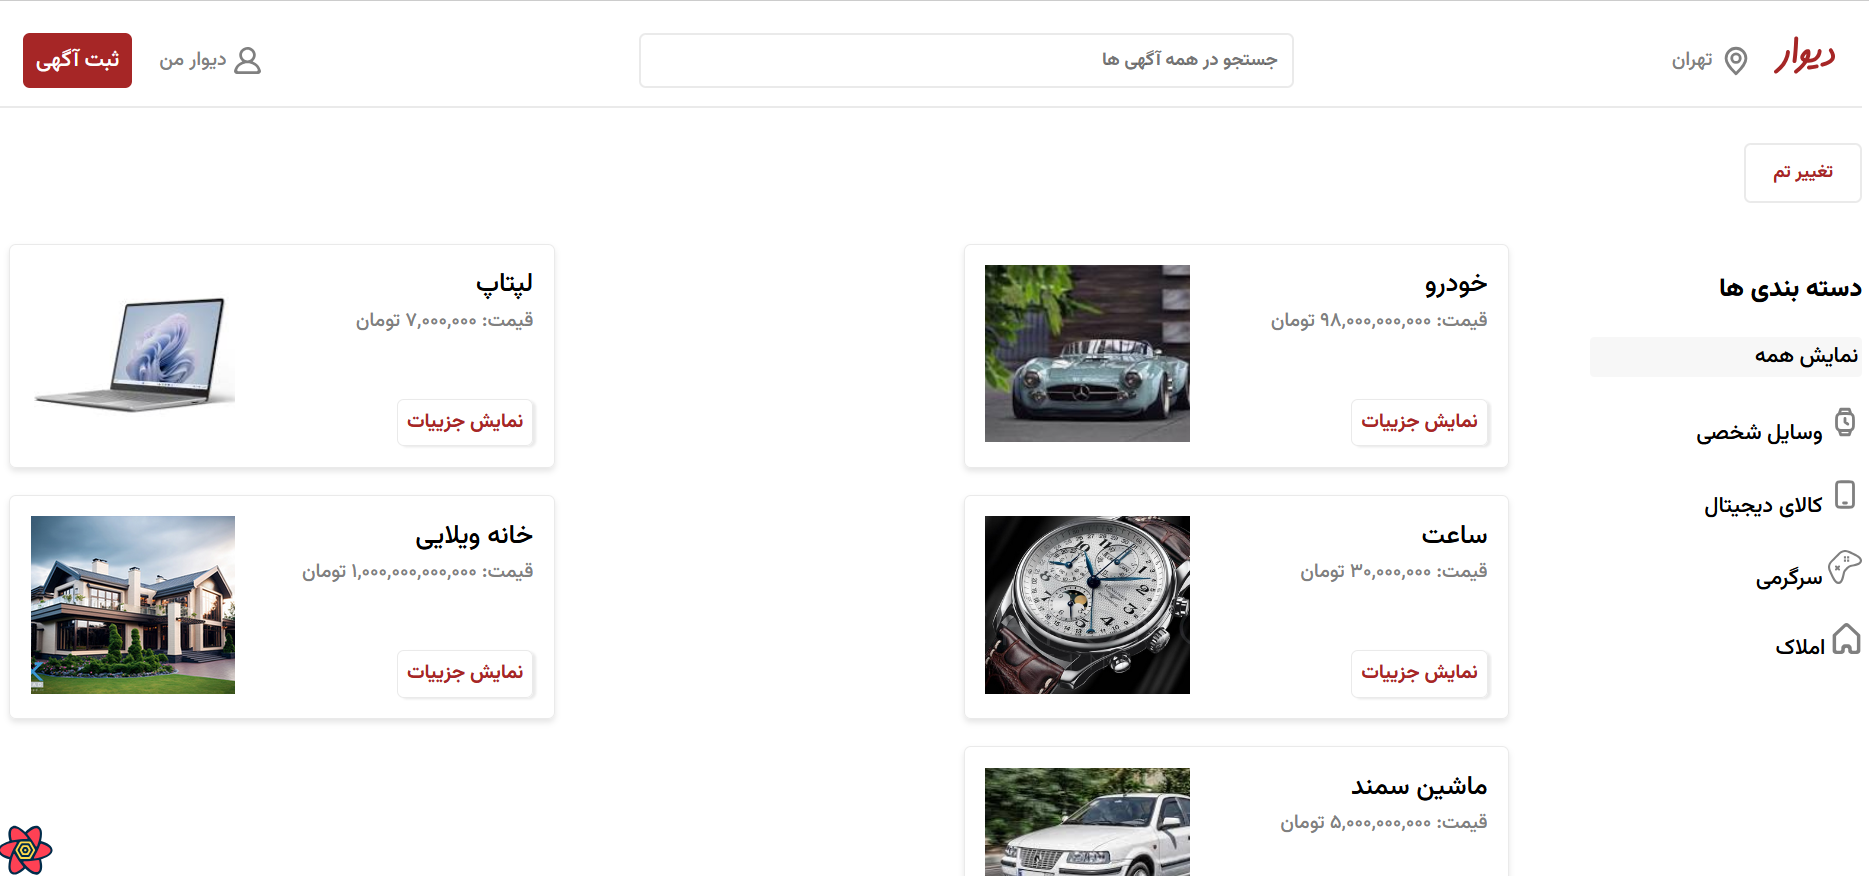 دیوار
تهران
جستجو در همه آگهی ها
دیوار من
ثبت آگهی
تغییر تم
دسته بندی ها
نمایش همه
وسایل شخصی
کالای دیجیتال
سرگرمی
املاک
خودرو
قیمت: ۹۸,۰۰۰,۰۰۰,۰۰۰ تومان
نمایش جزییات
لپتاپ
قیمت: ۷,۰۰۰,۰۰۰ تومان
نمایش جزییات
ساعت
قیمت: ۳۰,۰۰۰,۰۰۰ تومان
نمایش جزییات
خانه ویلایی
قیمت: ۱,۰۰۰,۰۰۰,۰۰۰,۰۰۰ تومان
نمایش جزییات
ماشین سمند
قیمت: ۵,۰۰۰,۰۰۰,۰۰۰ تومان